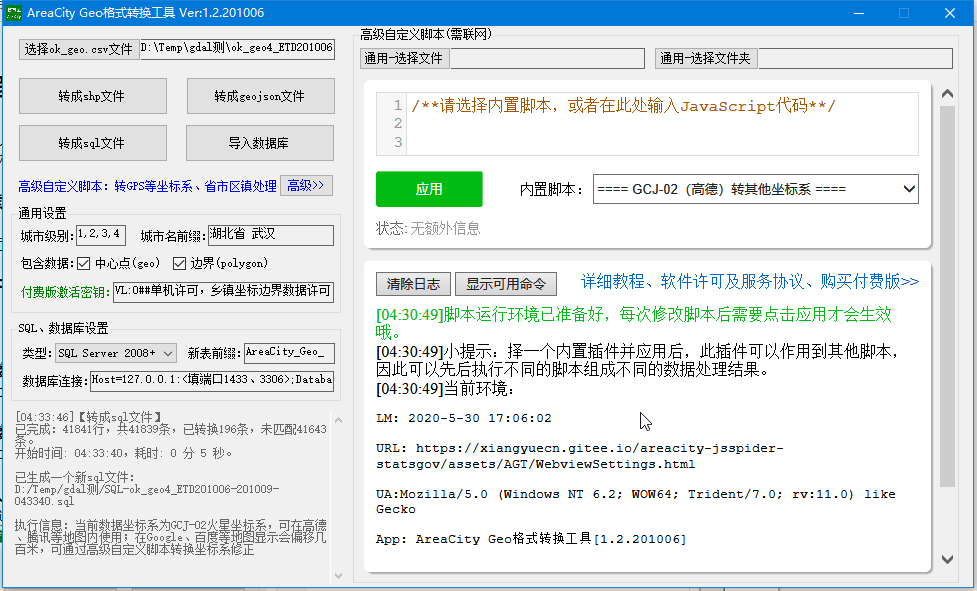 AreaCity Geo格式转换工具 Ver:1.2.201006
选择ok_geo.csv文件 D:\Temp\gdal测\ok_geo4_ETD201006
转成shp文件 转成geojson文件
转成sql文件 导入数据库
高级自定义脚本：转GPS等坐标系、省市区镇处理 高级>>
通用设置
城市级别: 1,2,3,4 城市名前缀: 湖北省 武汉
包含数据: 中心点(geo) 边界(polygon)
付费版激活密钥: VL:0##单机许可，乡镇坐标边界数据许可
SQL、数据库设置
类型: SQL Server 2008+ 新表前缀: AreaCity_Geo_
数据库连接: Host=127.0.0.1;<填端口1433、3306>;Databa
[04:33:46]【转成sql文件】
已完成：41841行，共41839条，已转换196条，未匹配41643
条。
开始时间: 04:33:40，耗时: 0 分 5 秒。
已生成一个新sql文件:
D:/Temp/gdal测/SQL-ok_geo4_ETD201006-201009-
043340.sql
执行信息：当前数据坐标系为GCJ-02火星坐标系，可在高德
、腾讯等地图内使用；在Google、百度等地图显示会偏移几
百米，可通过高级自定义脚本转换坐标系修正
高级自定义脚本(需联网)
通用-选择文件 通用-选择文件夹
1 /**请选择内置脚本，或者在此处输入JavaScript代码**/
2
3
应用 内置脚本： ==== GCJ-02（高德）转其他坐标系 ====
状态: 无额外信息
清除日志 显示可用命令 详细教程、软件许可及服务协议、购买付费版>>
[04:30:49]脚本运行环境已准备好，每次修改脚本后需要点击应用才会生效
哦。
[04:30:49]小提示：择一个内置插件并应用后，此插件可以作用到其他脚本，
因此可以先后执行不同的脚本组成不同的数据处理结果。
[04:30:49]当前环境：
LM: 2020-5-30 17:06:02
URL: https://xiangyuecn.gitee.io/areacity-jsspider-
statsgov/assets/AGT/WebviewSettings.html
UA:Mozilla/5.0 (Windows NT 6.2; WOW64; Trident/7.0; rv:11.0) like
Gecko
App: AreaCity Geo格式转换工具[1.2.201006]